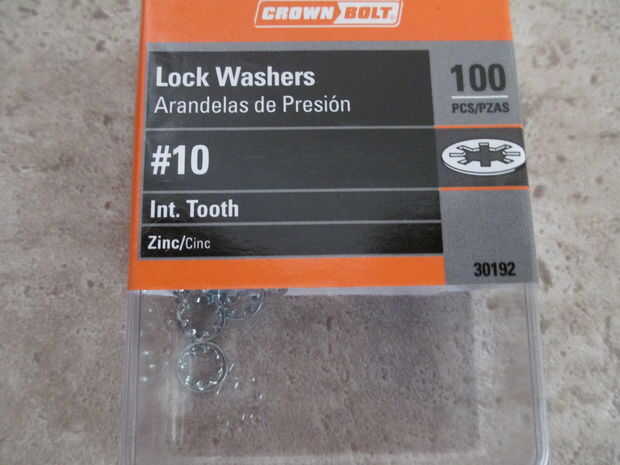 CROWN BOLT
Lock Washers
Arandelas de Presión
100
PCS/PZAS
#10
Int. Tooth
Zinc/Cinc
30192